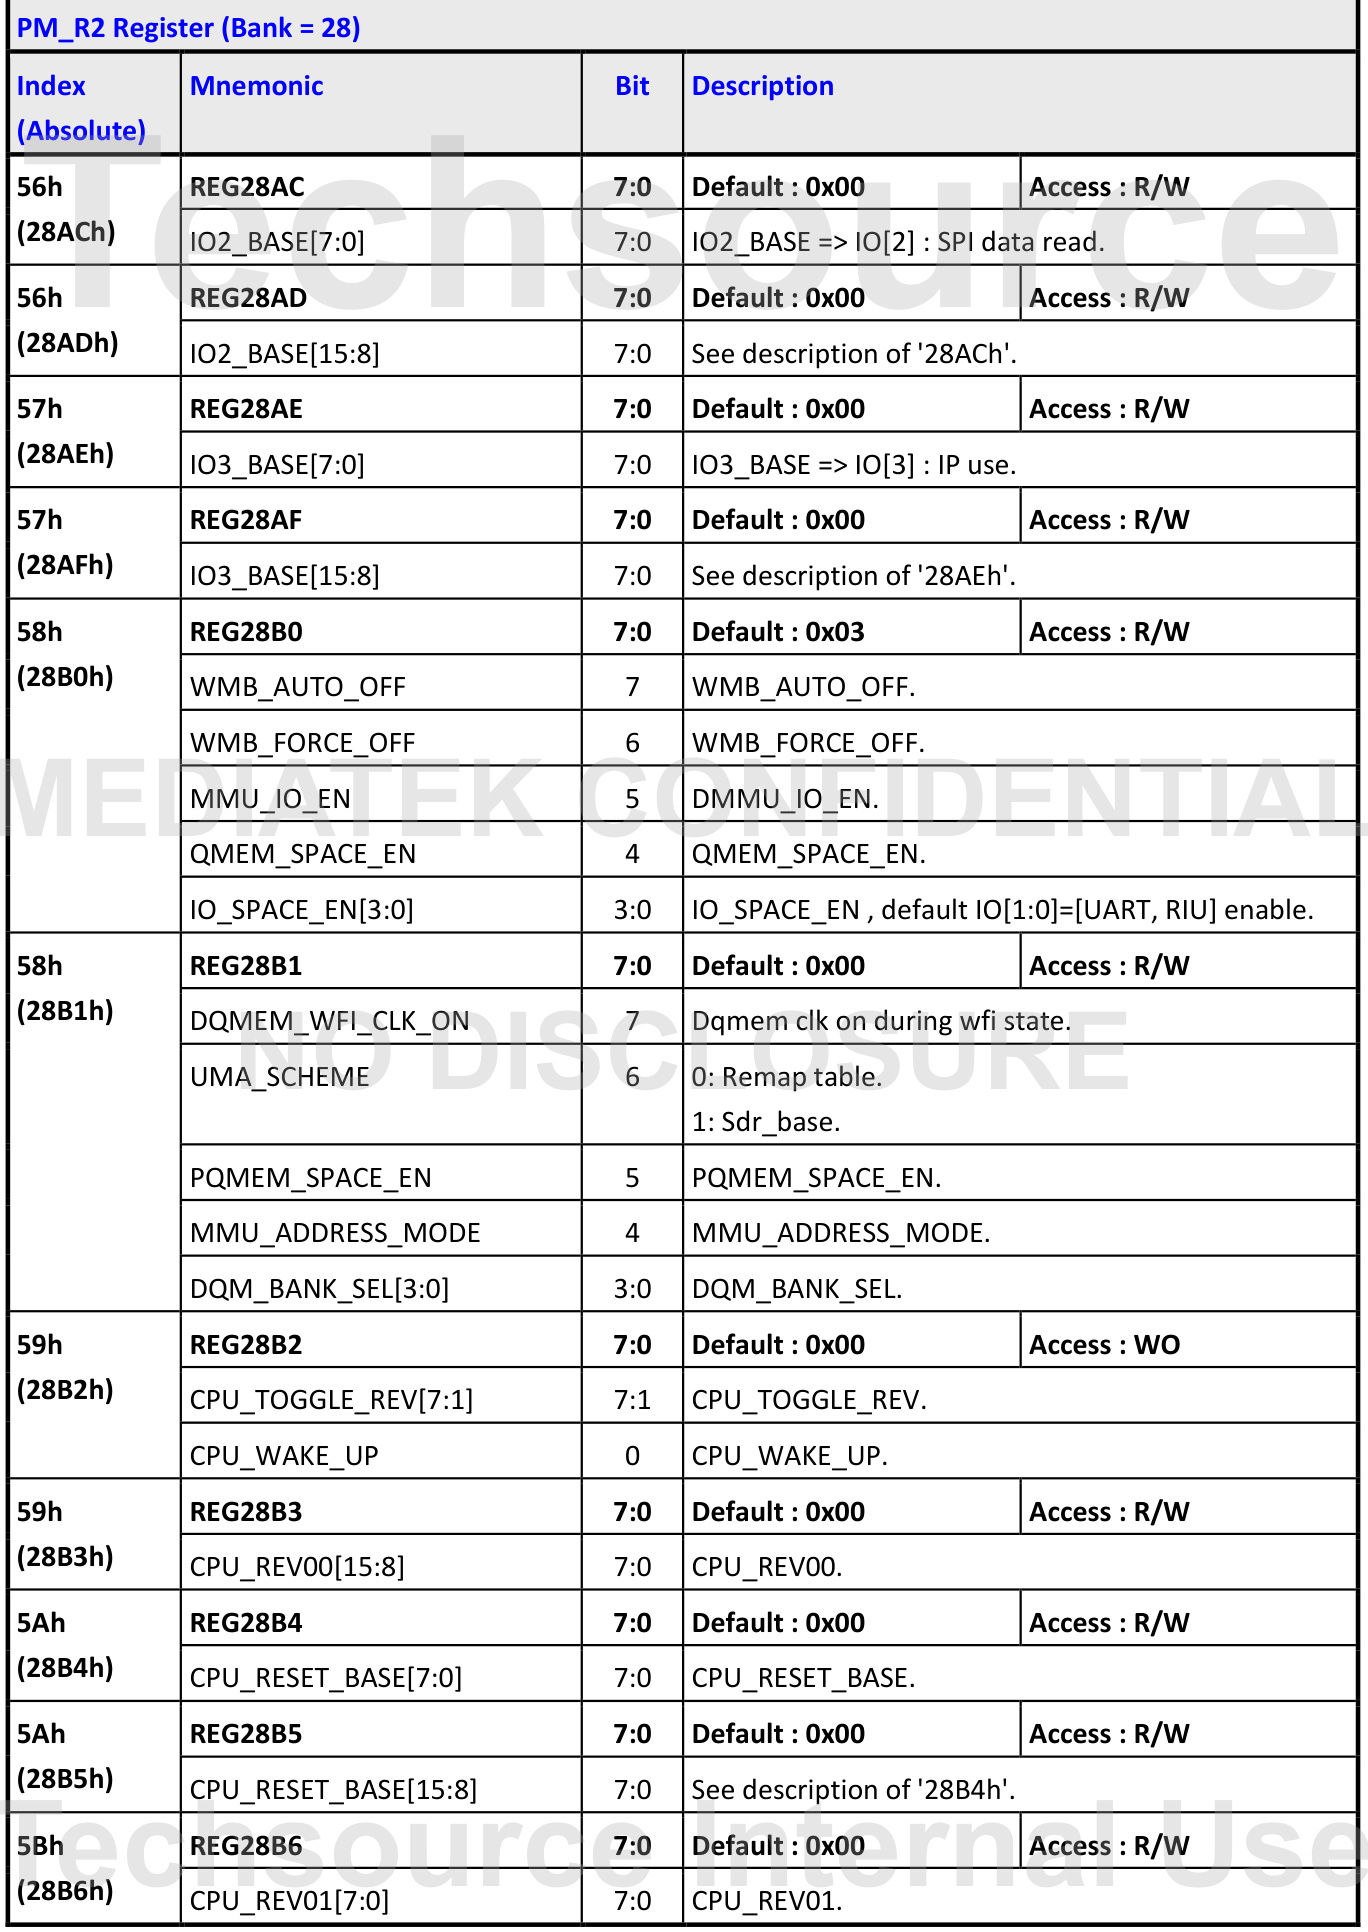 PM_R2 Register (Bank = 28)
Index (Absolute) Mnemonic Bit Description
56h (28ACh) REG28AC 7:0 Default : 0x00 Access : R/W
IO2_BASE[7:0] 7:0 IO2_BASE => IO[2] : SPI data read.
56h (28ADh) REG28AD 7:0 Default : 0x00 Access : R/W
IO2_BASE[15:8] 7:0 See description of '28ACh'.
57h (28AEh) REG28AE 7:0 Default : 0x00 Access : R/W
IO3_BASE[7:0] 7:0 IO3_BASE => IO[3] : IP use.
57h (28AFh) REG28AF 7:0 Default : 0x00 Access : R/W
IO3_BASE[15:8] 7:0 See description of '28AEh'.
58h (28B0h) REG28B0 7:0 Default : 0x03 Access : R/W
WMB_AUTO_OFF 7 WMB_AUTO_OFF.
WMB_FORCE_OFF 6 WMB_FORCE_OFF.
MMU_IO_EN 5 DMMU_IO_EN.
QMEM_SPACE_EN 4 QMEM_SPACE_EN.
IO_SPACE_EN[3:0] 3:0 IO_SPACE_EN , default IO[1:0]=[UART, RIU] enable.
58h (28B1h) REG28B1 7:0 Default : 0x00 Access : R/W
DQMEM_WFI_CLK_ON 7 Dqmem clk on during wfi state.
UMA_SCHEME 6 0: Remap table.
1: Sdr_base.
PQMEM_SPACE_EN 5 PQMEM_SPACE_EN.
MMU_ADDRESS_MODE 4 MMU_ADDRESS_MODE.
DQM_BANK_SEL[3:0] 3:0 DQM_BANK_SEL.
59h (28B2h) REG28B2 7:0 Default : 0x00 Access : WO
CPU_TOGGLE_REV[7:1] 7:1 CPU_TOGGLE_REV.
CPU_WAKE_UP 0 CPU_WAKE_UP.
59h (28B3h) REG28B3 7:0 Default : 0x00 Access : R/W
CPU_REV00[15:8] 7:0 CPU_REV00.
5Ah (28B4h) REG28B4 7:0 Default : 0x00 Access : R/W
CPU_RESET_BASE[7:0] 7:0 CPU_RESET_BASE.
5Ah (28B5h) REG28B5 7:0 Default : 0x00 Access : R/W
CPU_RESET_BASE[15:8] 7:0 See description of '28B4h'.
5Bh (28B6h) REG28B6 7:0 Default : 0x00 Access : R/W
CPU_REV01[7:0] 7:0 CPU_REV01.
Techsource
MEDIATEK CONFIDENTIAL
NO DISCLOSURE
Techsource Internal Use